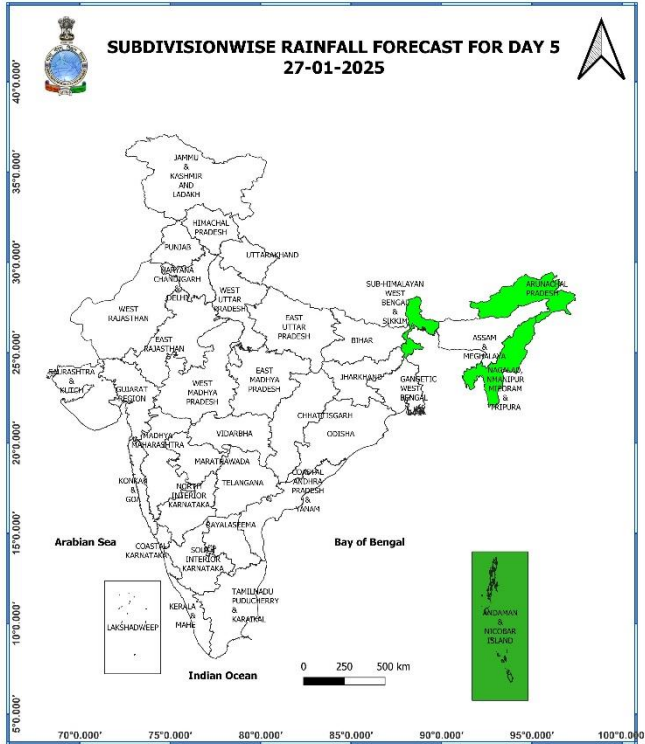 SUBDIVISIONWISE RAINFALL FORECAST FOR DAY 5
27-01-2025
40°0.000'
35°0.000'
30°0.000'
25°0.000'
20°0.000'
15°0.000'
10°0.000'
5°0.000'
JAMMU
&
KASHMIR
AND
LADAKH
HIMACHAL
PRADESH
PUNJAB
UTTARAKHAND
HARYANA
CHANDIGARH
&
DELHI
WEST
UTTAR
PRADESH
WEST
RAJASTHAN
EAST
RAJASTHAN
EAST
UTTAR
PRADESH
SUB-HIMALAYAN
WEST
BENGAL
&
SIKKIM
ARUNACHAL
PRADESH
BIHAR
ASSAM
&
MEGHALAYA
SAURASHTRA
& KUTCH
GUJARAT
REGION
WEST
MADHYA
PRADESH
EAST
MADHYA
PRADESH
JHARKHAND
GANGETIC
WEST
BENGAL
MIZORAM
&
TRIPURA
CHHATTISGARH
ODISHA
MADHYA
MAHARASHTRA
VIDARBHA
MARATHWADA
TELANGANA
KONKAN
&
GOA
NORTH
INTERIOR
KARNATAKA
COASTAL
ANDHRA
PRADESH
&
YANAM
RAYALASEEMA
Arabian Sea
Bay of Bengal
COASTAL
KARNATAKA
SOUTH
INTERIOR
KARNATAKA
LAKSHADWEEP
KERALA
&
MAHE
TAMILNADU
PUDUCHERRY
&
KARAIKAL
ANDAMAN
&
NICOBAR
ISLAND
Indian Ocean
0 250 500 km
70°0.000' 75°0.000' 80°0.000' 85°0.000' 90°0.000' 95°0.000' 100°0.000'